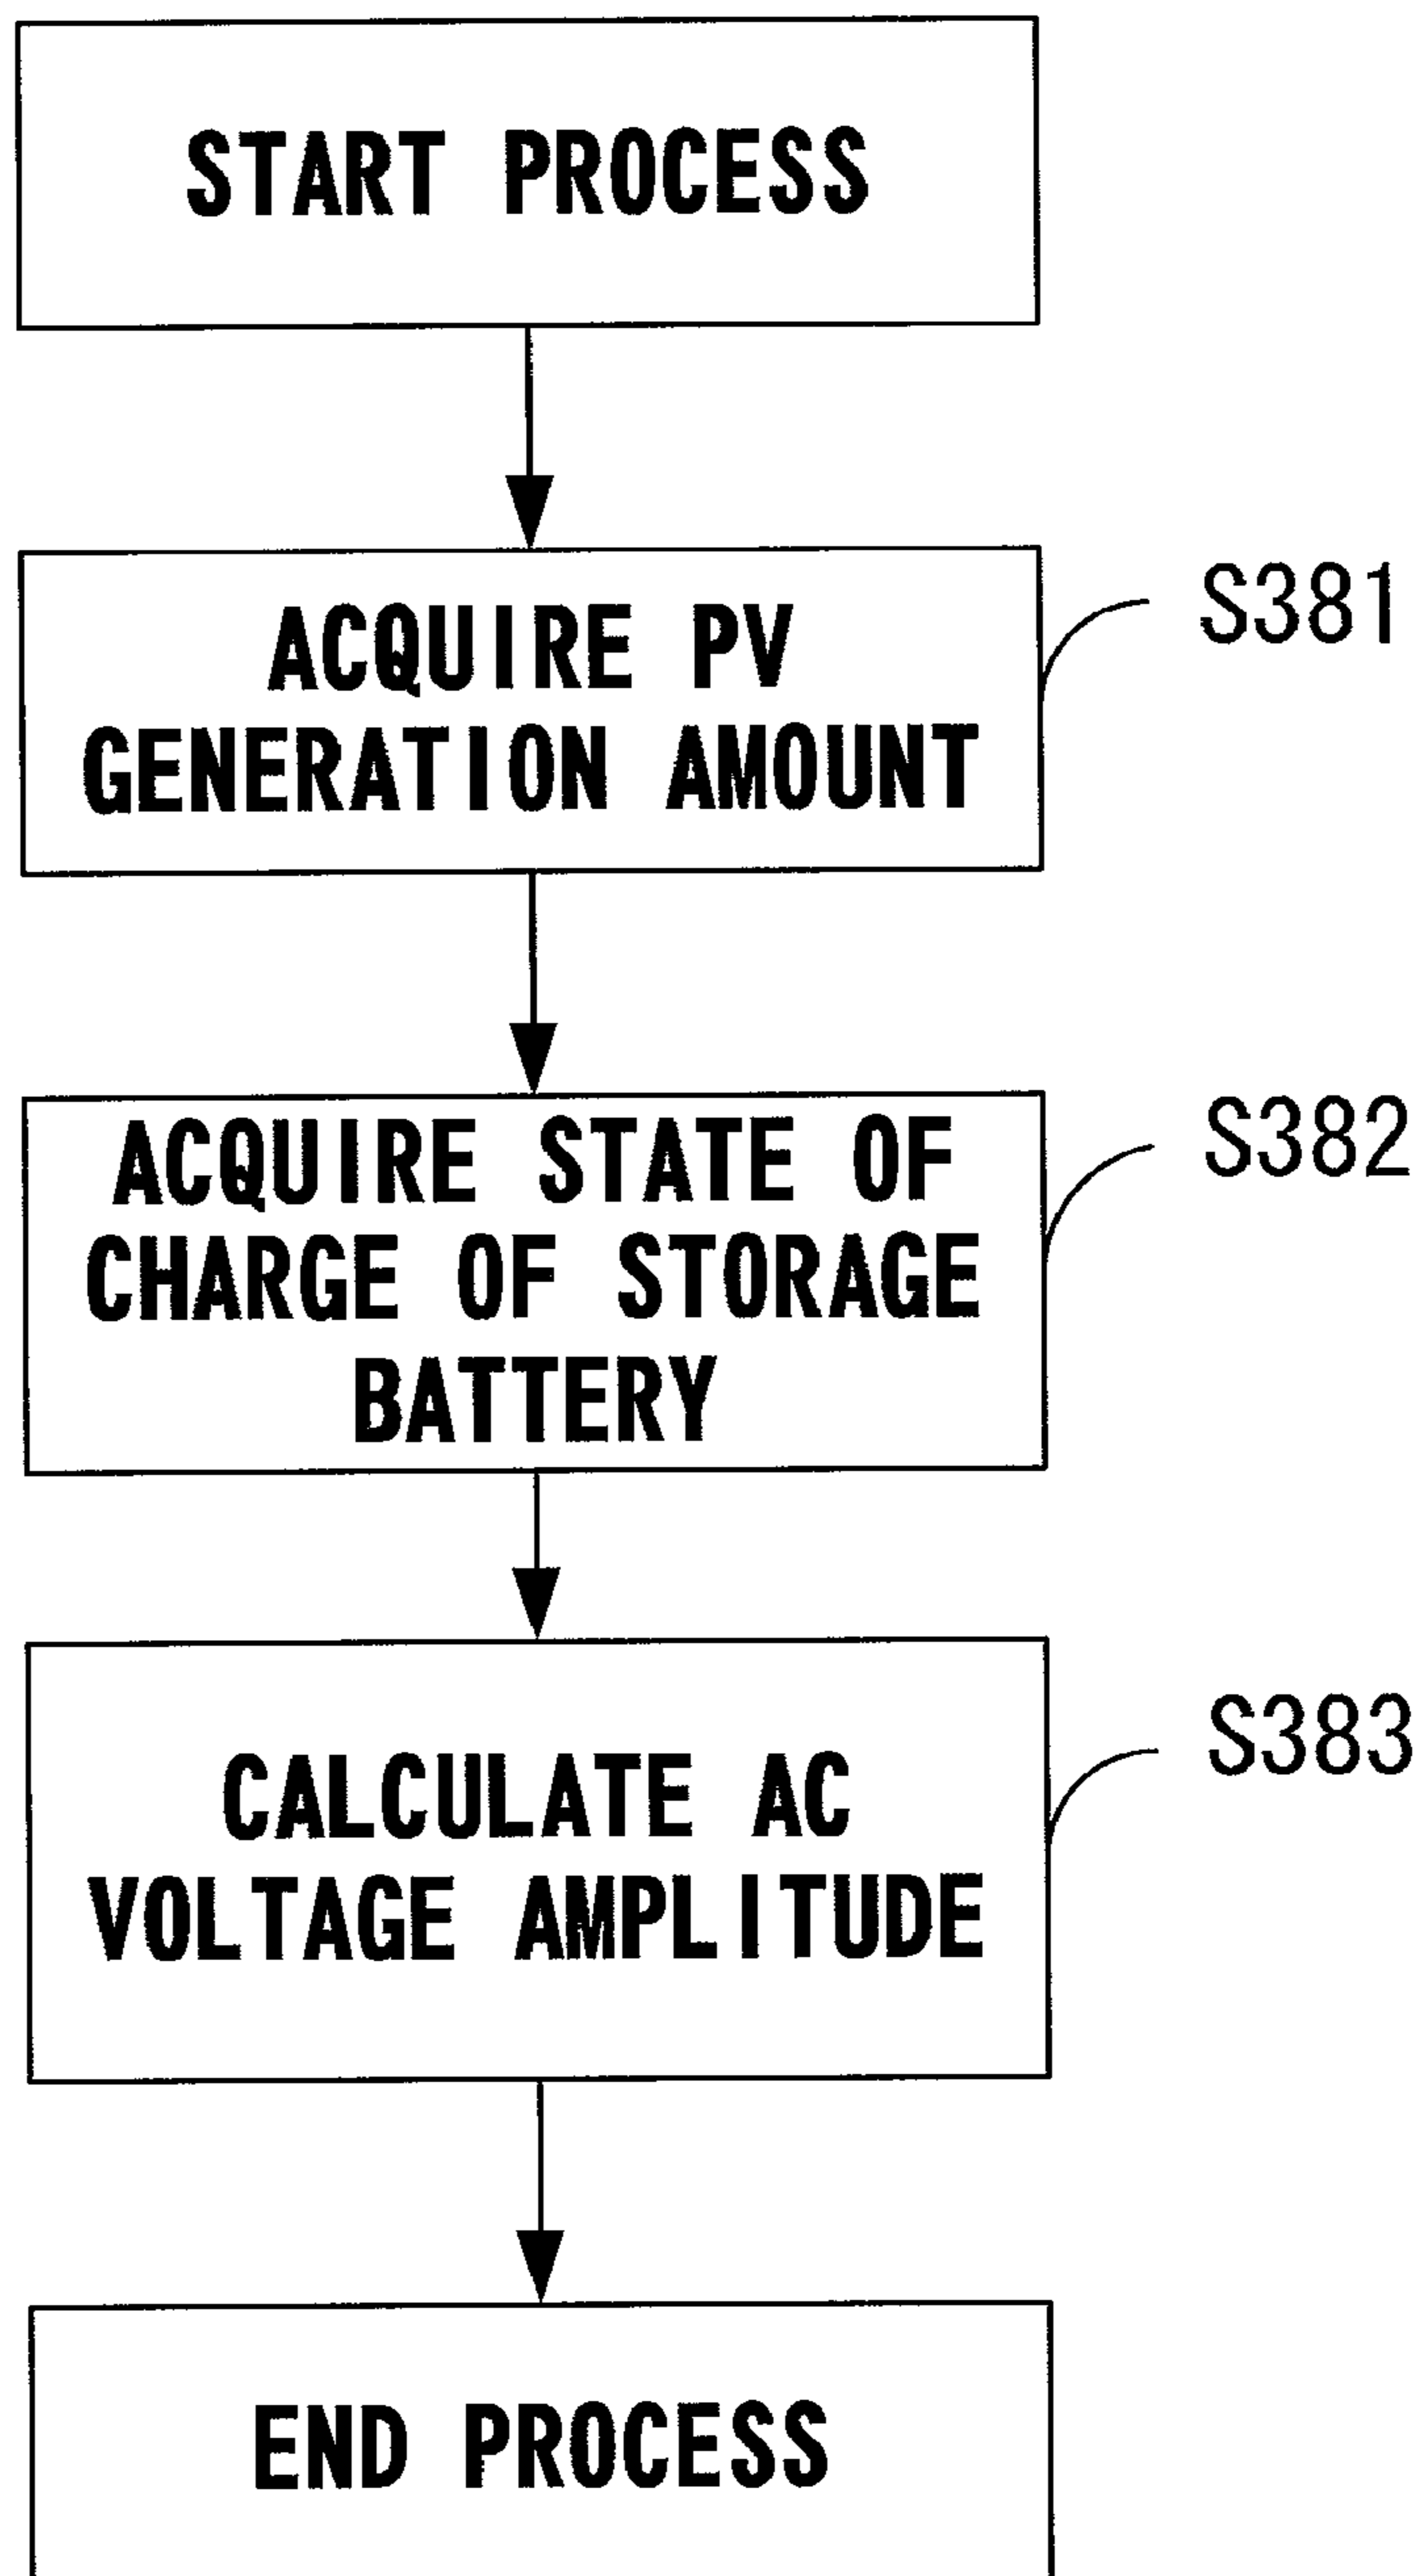 START PROCESS
ACQUIRE PV
GENERATION AMOUNT
S381
ACQUIRE STATE OF
CHARGE OF STORAGE
BATTERY
S382
CALCULATE AC
VOLTAGE AMPLITUDE
S383
END PROCESS